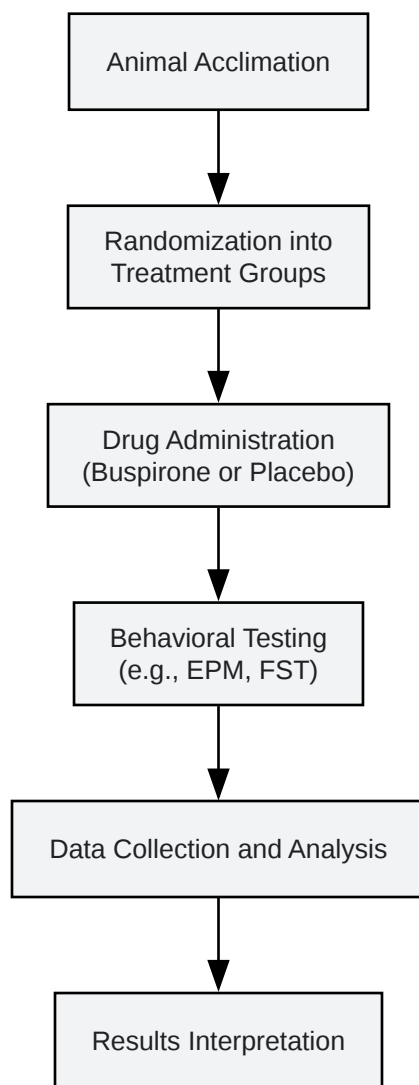 Animal Acclimation
Randomization into
Treatment Groups
Drug Administration
(Buspirone or Placebo)
Behavioral Testing
(e.g., EPM, FST)
Data Collection and Analysis
Results Interpretation